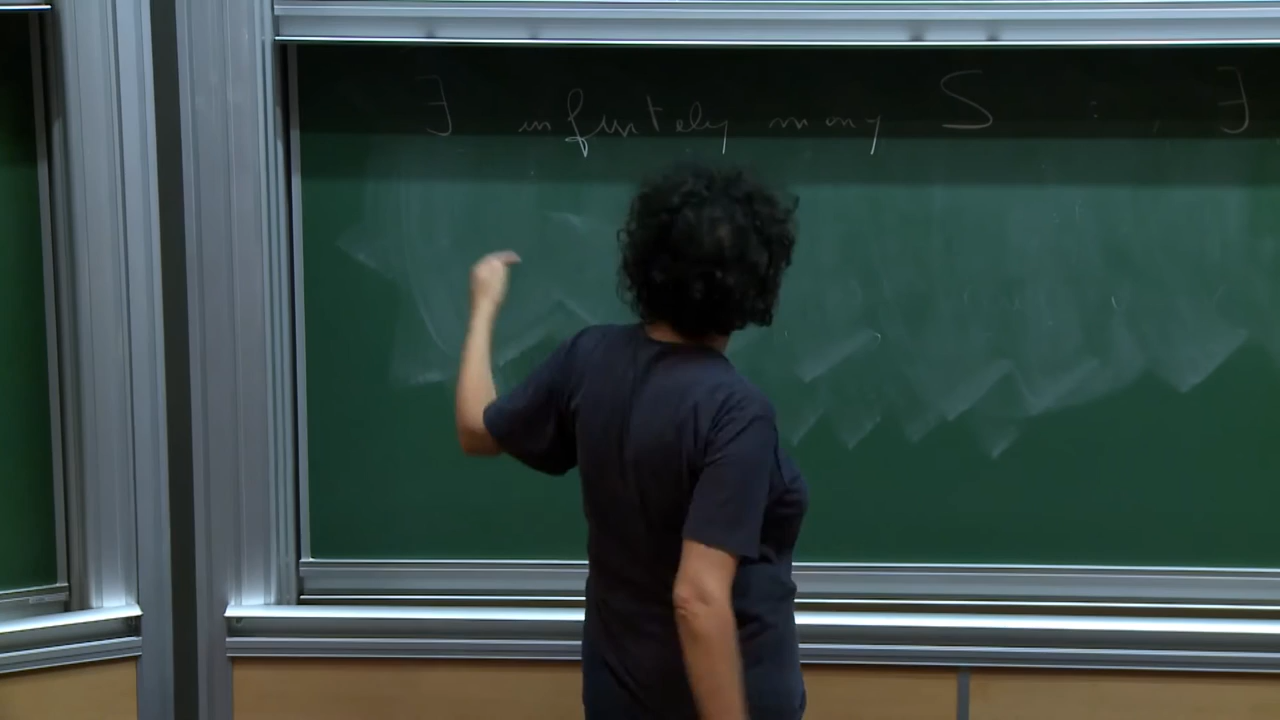 ∃ infinitely many S : , ∃